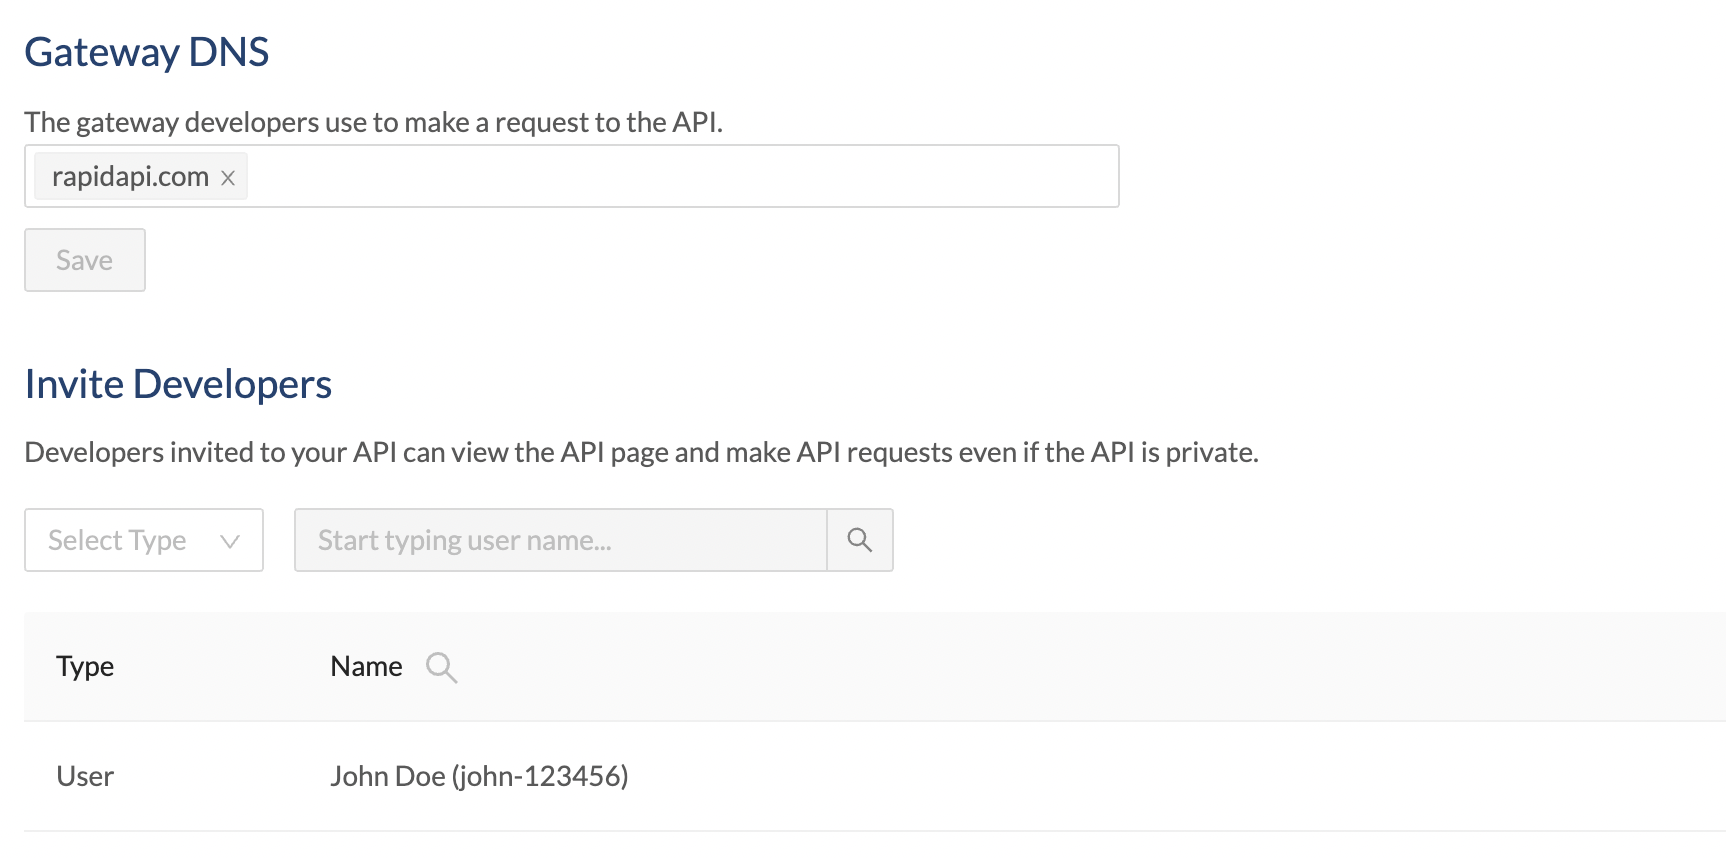 Gateway DNS
The gateway developers use to make a request to the API.
rapidapi.com
Save
Invite Developers
Developers invited to your API can view the API page and make API requests even if the API is private.
Select Type
Start typing user name...
Type Name
User John Doe (john-123456)